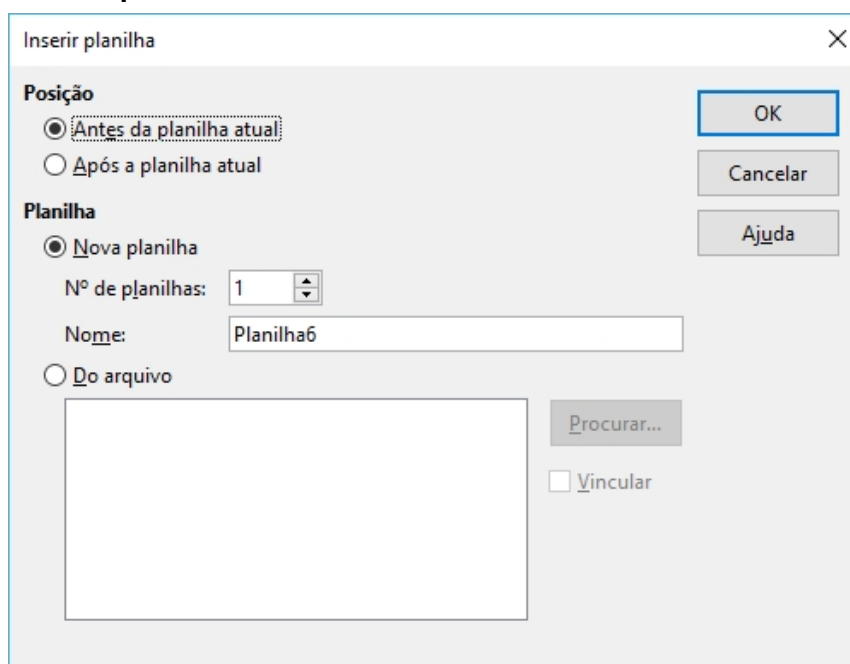 Inserir planilha
Posição
Antes da planilha atual
Após a planilha atual
OK
Cancelar
Ajuda
Planilha
Nova planilha
Nº de planilhas: 1
Nome: Planilha6
Do arquivo
Procurar...
Vincular